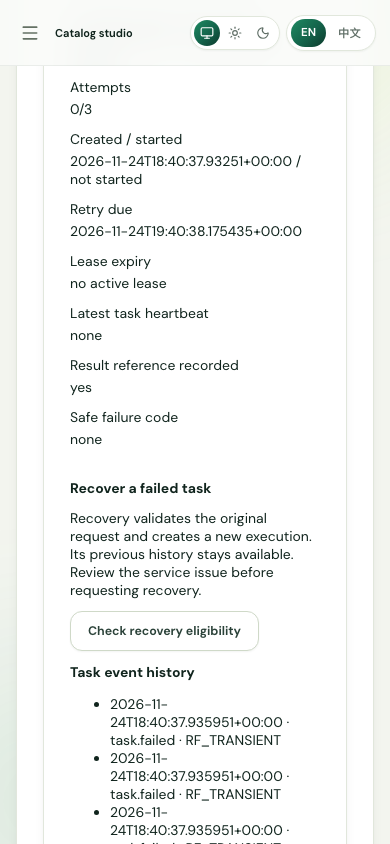 Catalog studio
EN
中文
Attempts
0/3
Created / started
2026-11-24T18:40:37.93251+00:00 /
not started
Retry due
2026-11-24T19:40:38.175435+00:00
Lease expiry
no active lease
Latest task heartbeat
none
Result reference recorded
yes
Safe failure code
none
Recover a failed task
Recovery validates the original
request and creates a new execution.
Its previous history stays available.
Review the service issue before
requesting recovery.
Check recovery eligibility
Task event history
2026-11-
24T18:40:37.935951+00:00 ·
task.failed · RF_TRANSIENT
2026-11-
24T18:40:37.935951+00:00 ·
task.failed · RF_TRANSIENT
2026-11-
24T18:40:37.935951+00:00 ·